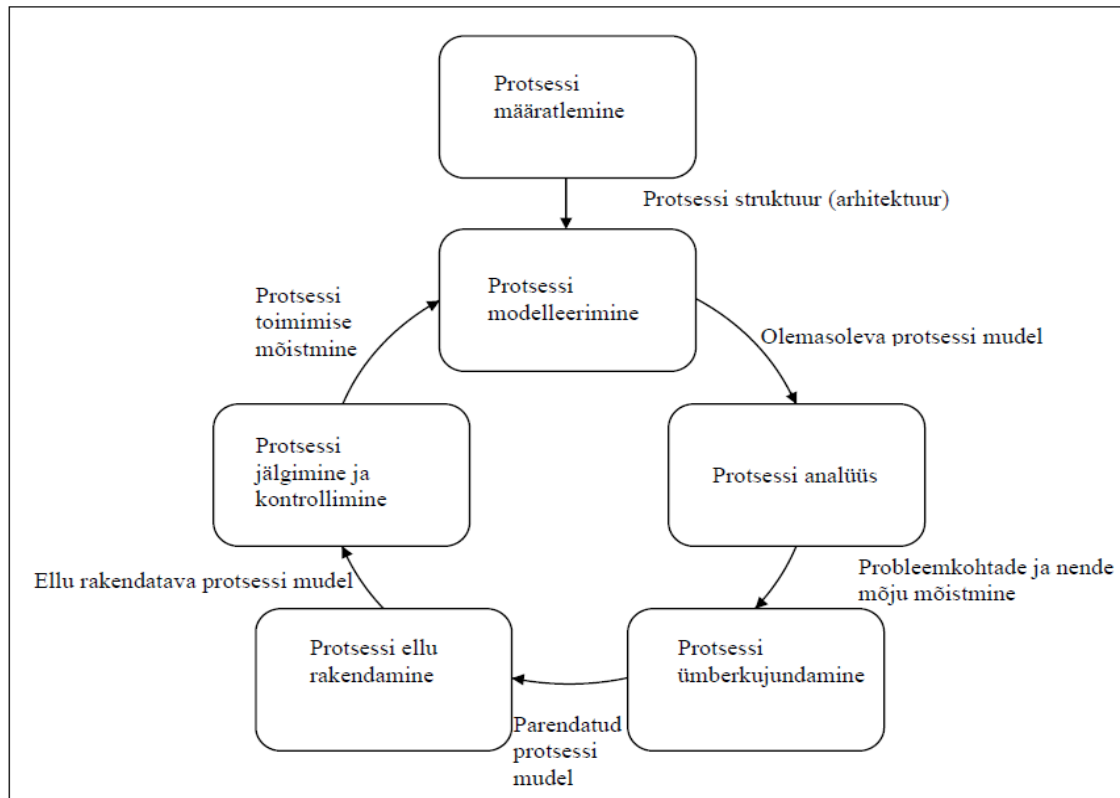 Protsessi
määratlemine
Protsessi struktuur (arhitektuur)
Protsessi
modelleerimine
Protsessi
toimimise
mõistmine
Olemasoleva protsessi mudel
Protsessi
jälgimine ja
kontrollimine
Protsessi analüüs
Ellu rakendatava protsessi mudel
Probleemkohtade ja nende
mõju mõistmine
Protsessi ellu
rakendamine
Protsessi
ümberkujundamine
Parendatud
protsessi
mudel